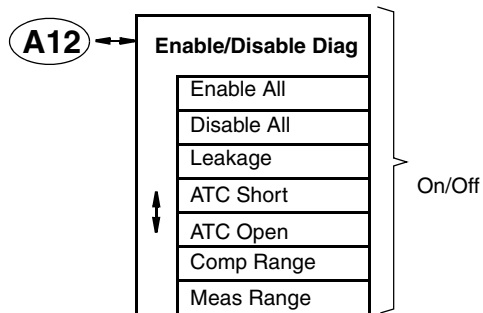 A12
Enable/Disable Diag
Enable All
Disable All
Leakage
ATC Short
ATC Open
Comp Range
Meas Range
On/Off